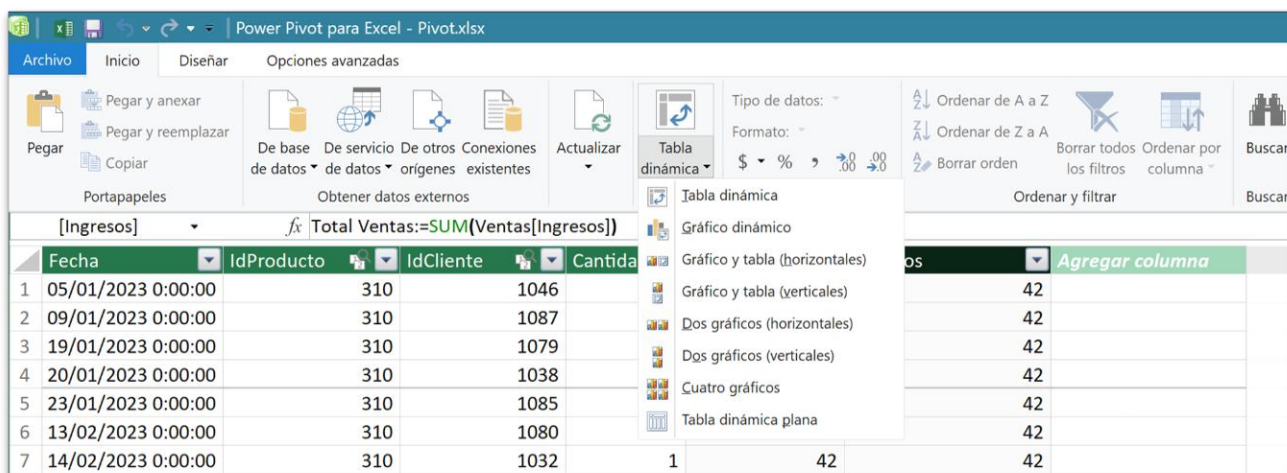 Power Pivot para Excel - Pivot.xlsx
Archivo Inicio Diseñar Opciones avanzadas
Pegar
Pegar y anexar
Pegar y reemplazar
Copiar
Portapapeles
De base de datos
De servicio de datos
De otros orígenes
Conexiones existentes
Obtener datos externos
Actualizar
Tabla dinámica
Tipo de datos:
Formato:
$ % , .00 .00
Ordenar de A a Z
Ordenar de Z a A
Borrar orden
Borrar todos los filtros
Ordenar por columna
Ordenar y filtrar
Buscar
Buscar
Tabla dinámica
Gráfico dinámico
Gráfico y tabla (horizontales)
Gráfico y tabla (verticales)
Dos gráficos (horizontales)
Dos gráficos (verticales)
Cuatro gráficos
Tabla dinámica plana
[Ingresos] fx Total Ventas:=SUM(Ventas[Ingresos])
Fecha IdProducto IdCliente Cantida os Agregar columna
1 05/01/2023 0:00:00 310 1046 42
2 09/01/2023 0:00:00 310 1087 42
3 19/01/2023 0:00:00 310 1079 42
4 20/01/2023 0:00:00 310 1038 42
5 23/01/2023 0:00:00 310 1085 42
6 13/02/2023 0:00:00 310 1080 42
7 14/02/2023 0:00:00 310 1032 1 42 42